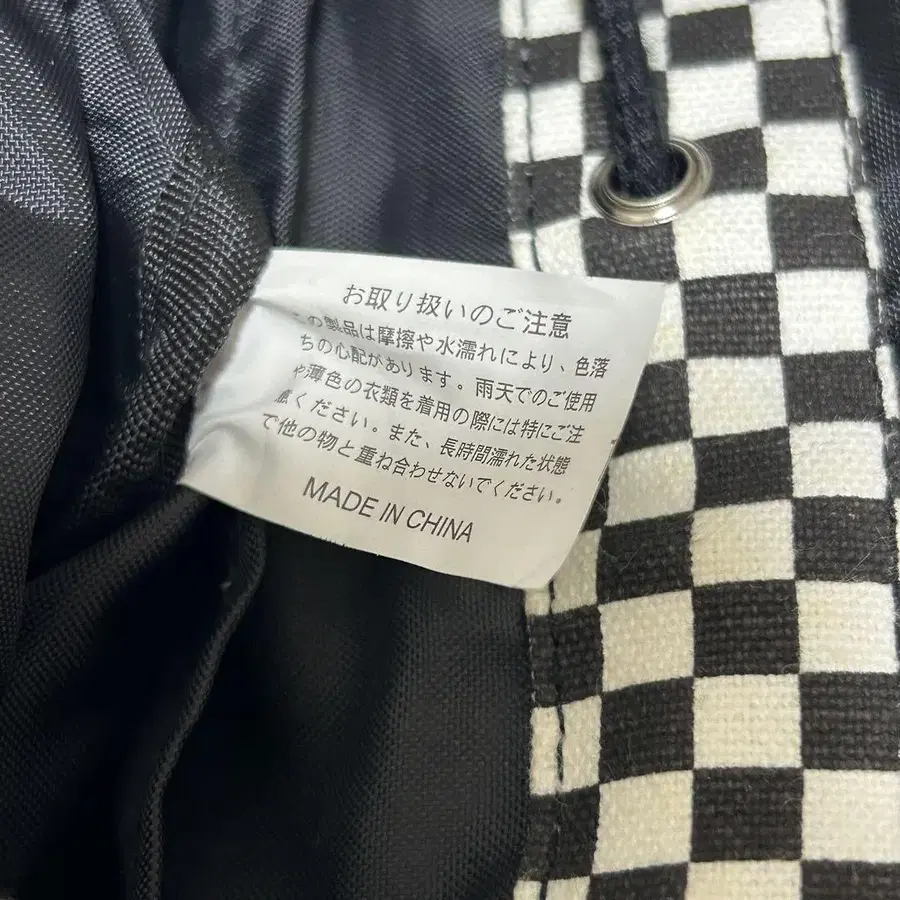 お取り扱いのご注意
この製品は摩擦や水濡れにより、色落
ちの心配があります。雨天でのご使用
や薄色の衣類を着用の際には特にご注
意ください。また、長時間濡れた状態
で他の物と重ね合わせないでください。
MADE IN CHINA